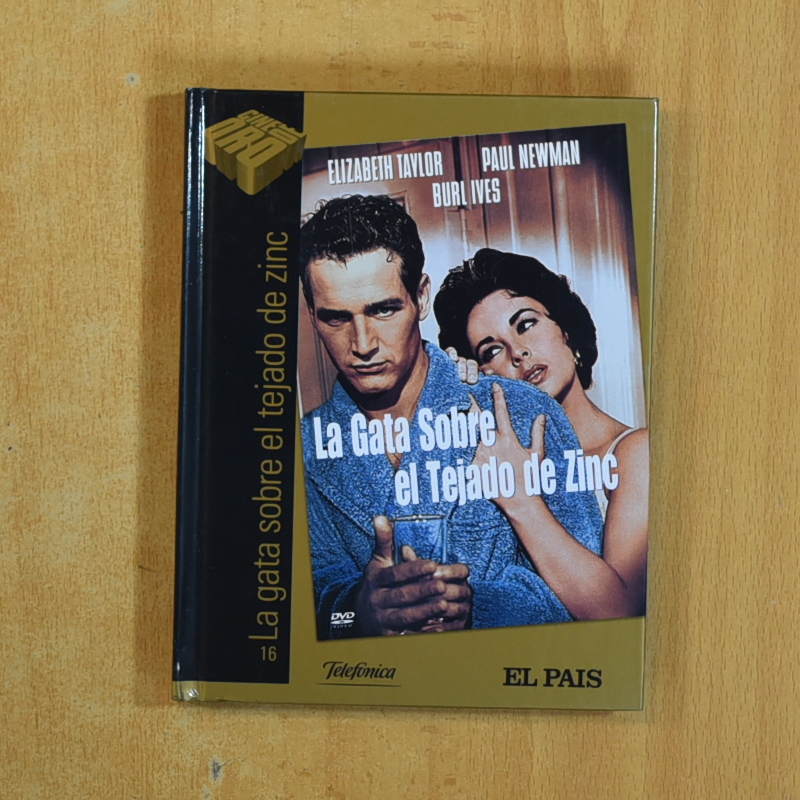 CINE DE
ORO
16 La gata sobre el tejado de zinc
ELIZABETH TAYLOR PAUL NEWMAN
BURL IVES
La Gata Sobre
el Tejado de Zinc
DVD
VIDEO
Telefónica
EL PAIS